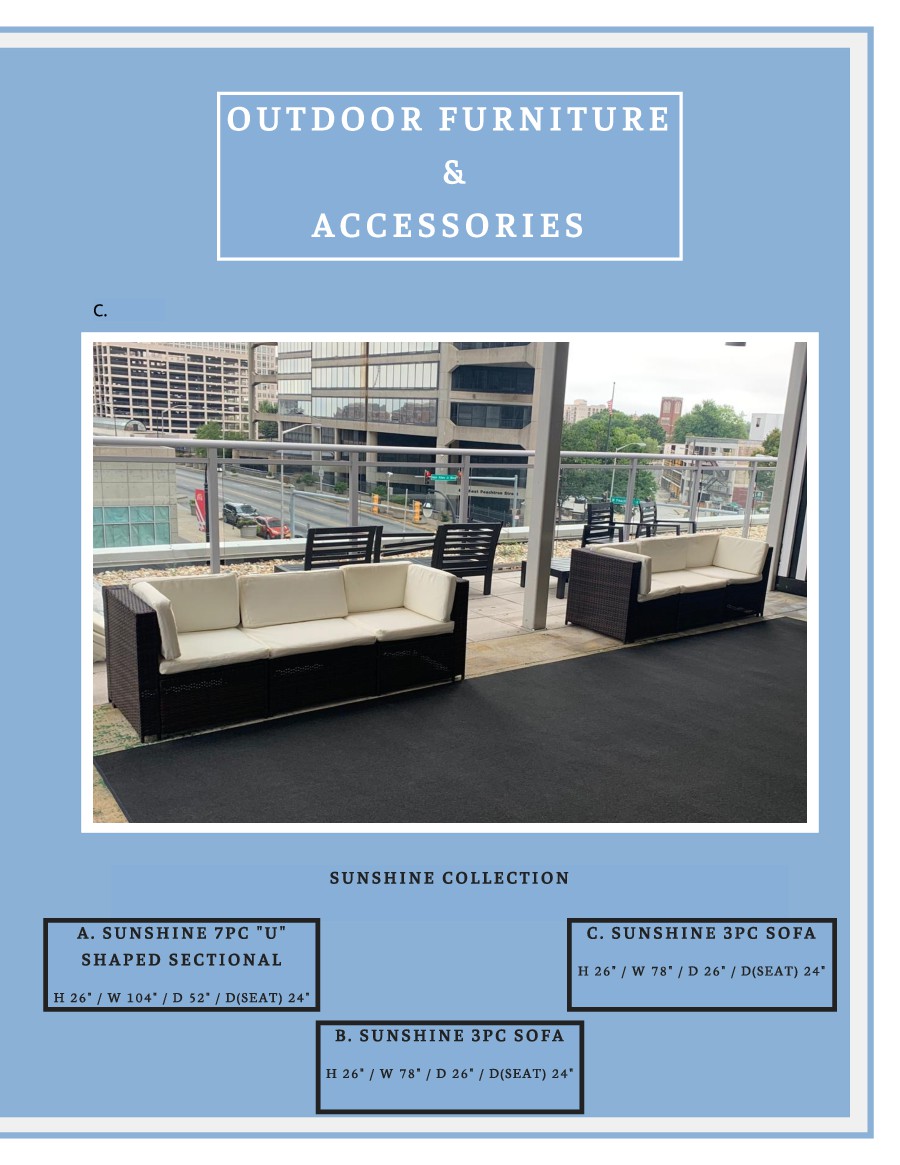 OUTDOOR FURNITURE
&
ACCESSORIES
C.
SUNSHINE COLLECTION
A. SUNSHINE 7PC "U"
SHAPED SECTIONAL
H 26" / W 104" / D 52" / D(SEAT) 24"
C. SUNSHINE 3PC SOFA
H 26" / W 78" / D 26" / D(SEAT) 24"
B. SUNSHINE 3PC SOFA
H 26" / W 78" / D 26" / D(SEAT) 24"